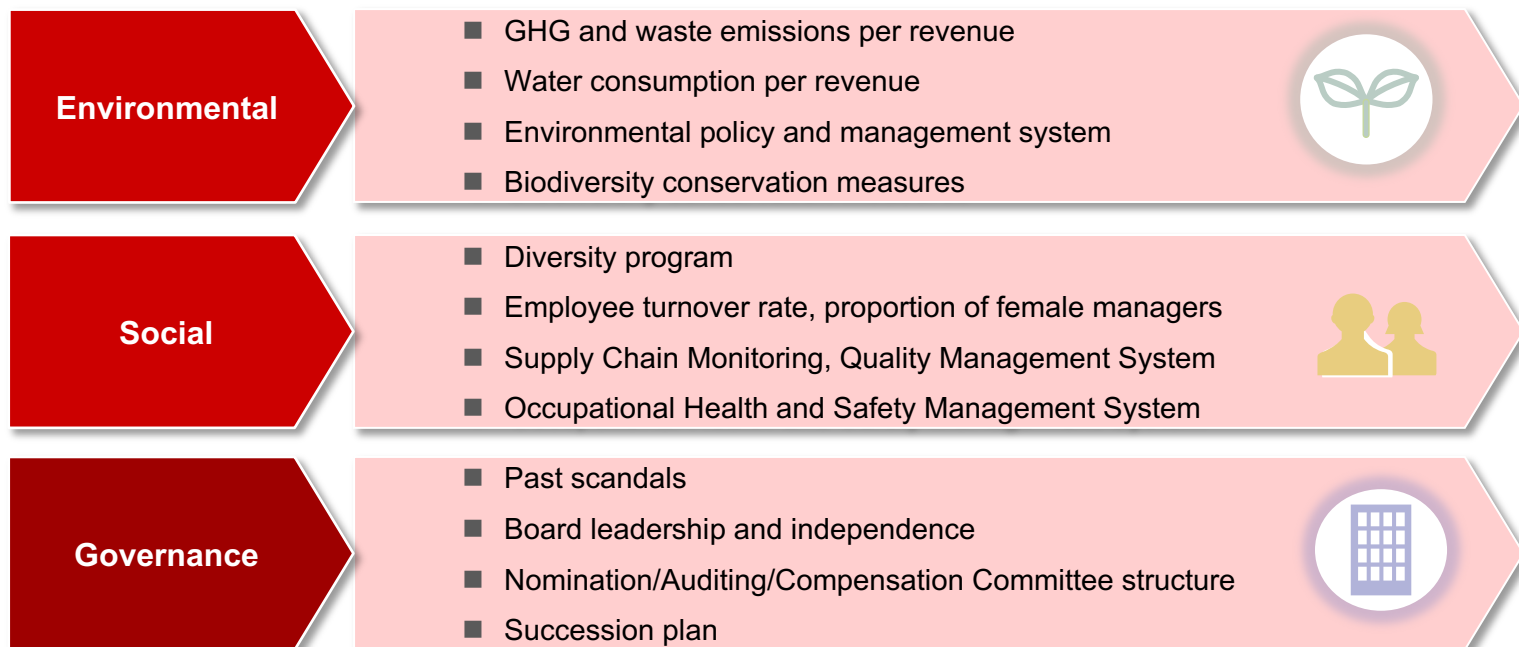 Environmental
■ GHG and waste emissions per revenue
■ Water consumption per revenue
■ Environmental policy and management system
■ Biodiversity conservation measures
Social
■ Diversity program
■ Employee turnover rate, proportion of female managers
■ Supply Chain Monitoring, Quality Management System
■ Occupational Health and Safety Management System
Governance
■ Past scandals
■ Board leadership and independence
■ Nomination/Auditing/Compensation Committee structure
■ Succession plan